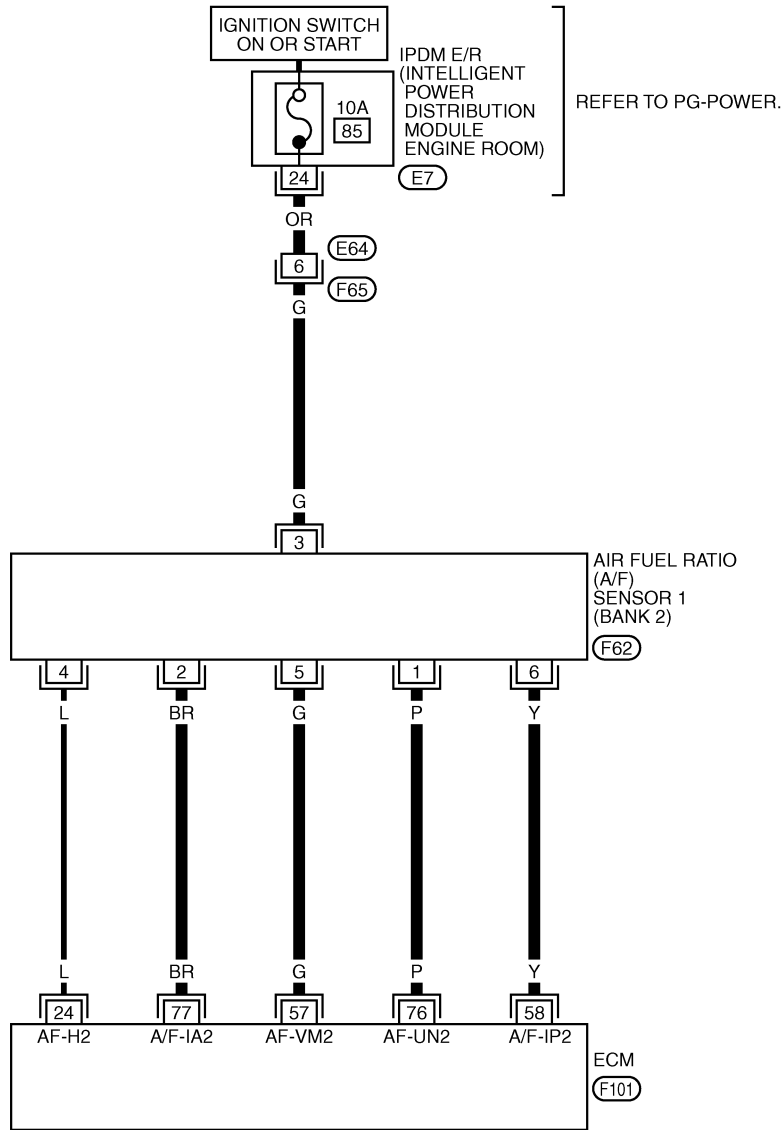 IGNITION SWITCH
ON OR START
IPDM E/R
(INTELLIGENT
POWER
DISTRIBUTION
MODULE
ENGINE ROOM)
REFER TO PG-POWER.
10A
85
24
E7
OR
E64
6
F65
G
G
3
AIR FUEL RATIO
(A/F)
SENSOR 1
(BANK 2)
F62
4 2 5 1 6
L BR G P Y
L BR G P Y
24 77 57 76 58
AF-H2 A/F-IA2 AF-VM2 AF-UN2 A/F-IP2
ECM
F101